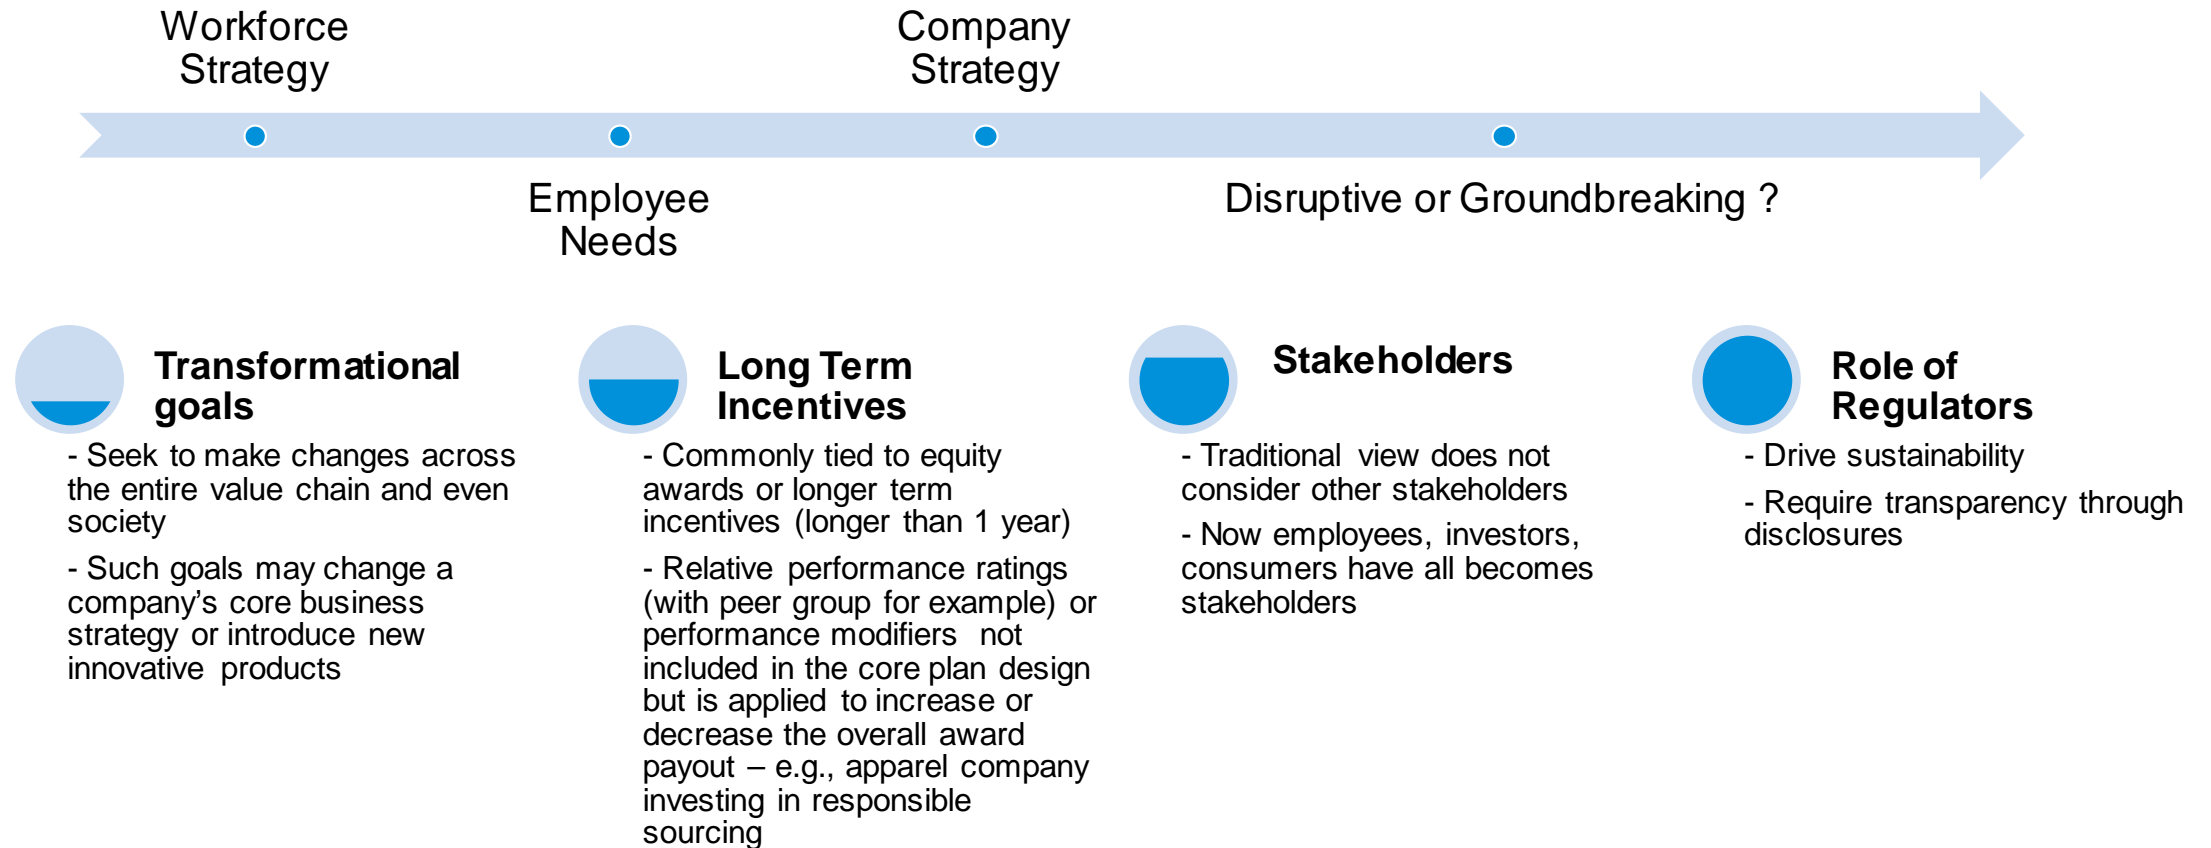 Workforce
Strategy
Company
Strategy
Employee
Needs
Disruptive or Groundbreaking ?
Transformational
goals
- Seek to make changes across
the entire value chain and even
society
- Such goals may change a
company’s core business
strategy or introduce new
innovative products
Long Term
Incentives
- Commonly tied to equity
awards or longer term
incentives (longer than 1 year)
- Relative performance ratings
(with peer group for example) or
performance modifiers not
included in the core plan design
but is applied to increase or
decrease the overall award
payout – e.g., apparel company
investing in responsible
sourcing
Stakeholders
- Traditional view does not
consider other stakeholders
- Now employees, investors,
consumers have all becomes
stakeholders
Role of
Regulators
- Drive sustainability
- Require transparency through
disclosures